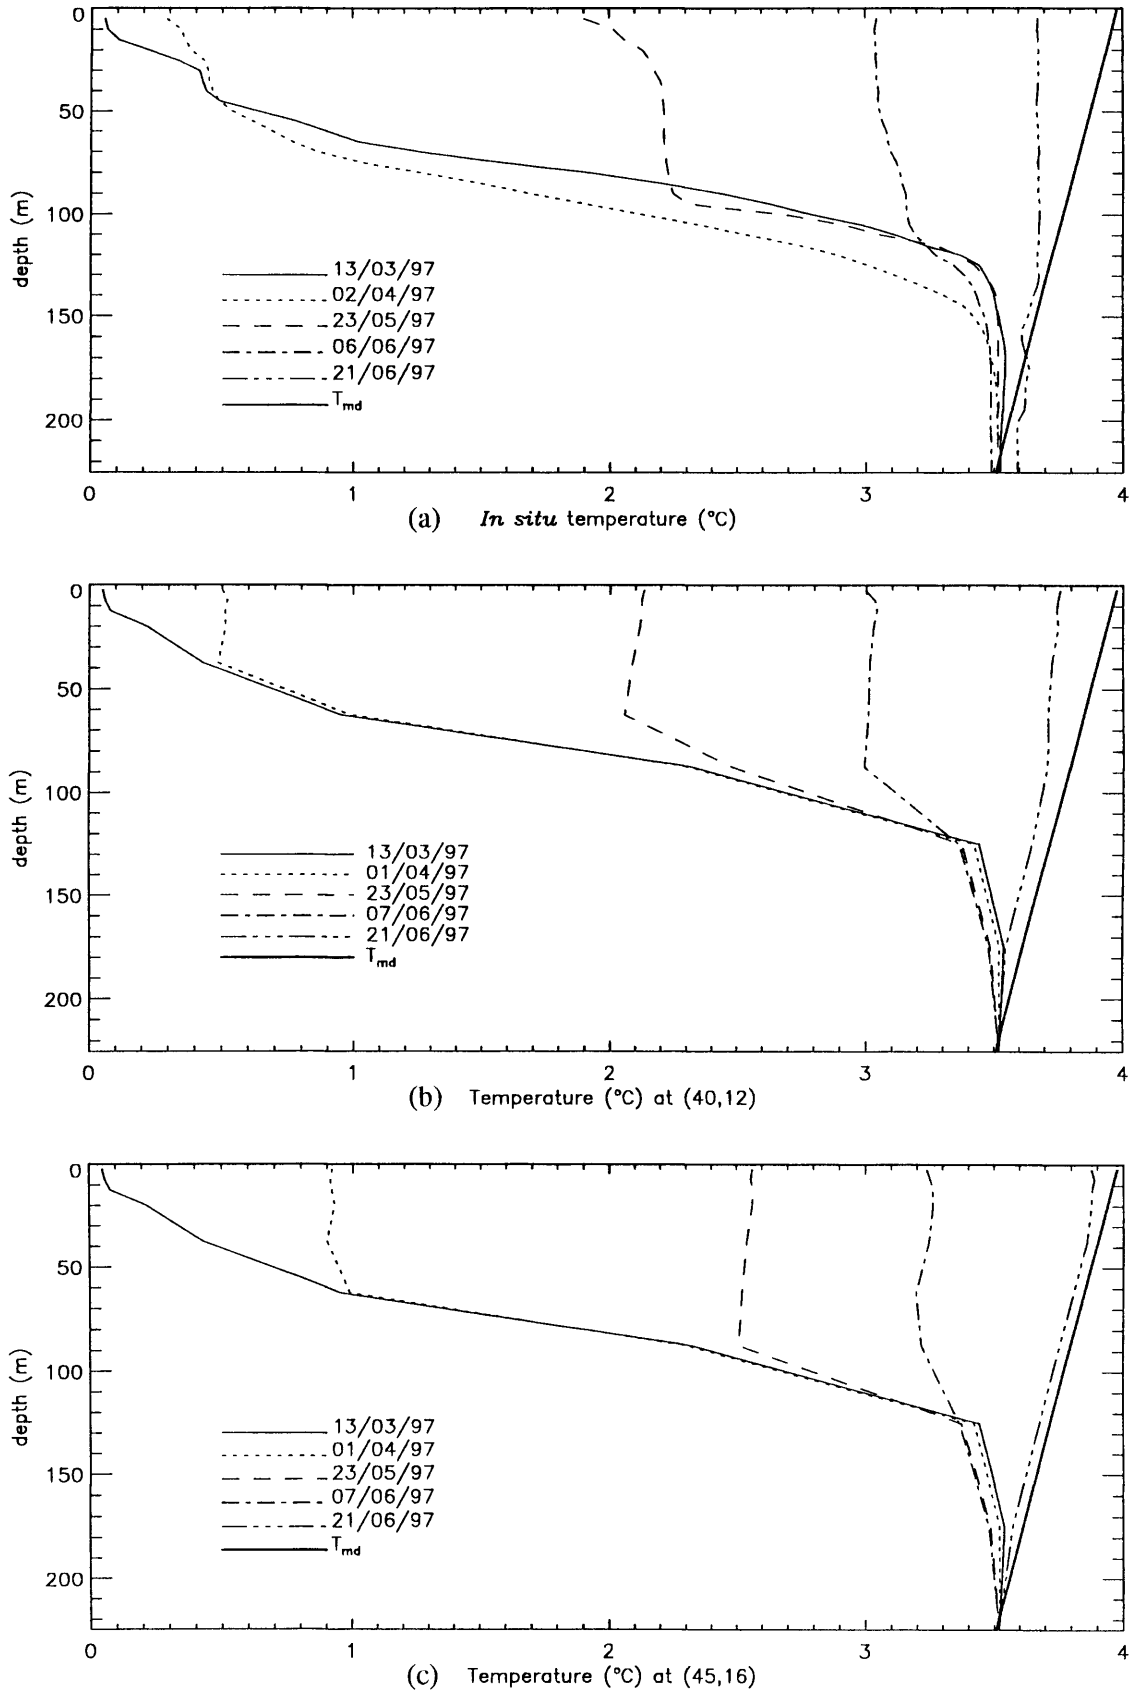 0
50
100
150
200
depth (m)
13/03/97
02/04/97
23/05/97
06/06/97
21/06/97
Tmd
0 1 2 3 4
(a) In situ temperature (°C)
0
50
100
150
200
depth (m)
13/03/97
01/04/97
23/05/97
07/06/97
21/06/97
Tmd
0 1 2 3 4
(b) Temperature (°C) at (40,12)
0
50
100
150
200
depth (m)
13/03/97
01/04/97
23/05/97
07/06/97
21/06/97
Tmd
0 1 2 3 4
(c) Temperature (°C) at (45,16)